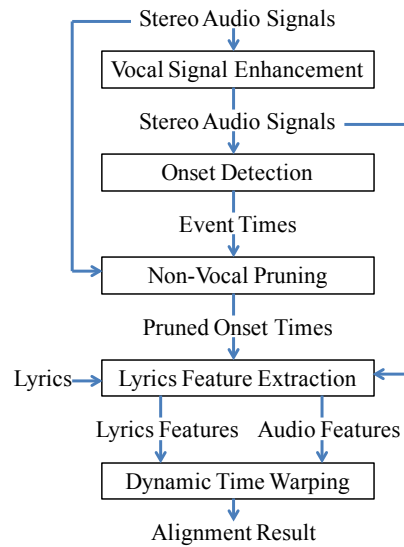 Stereo Audio Signals
Vocal Signal Enhancement
Stereo Audio Signals
Onset Detection
Event Times
Non-Vocal Pruning
Pruned Onset Times
Lyrics
Lyrics Feature Extraction
Lyrics Features
Audio Features
Dynamic Time Warping
Alignment Result